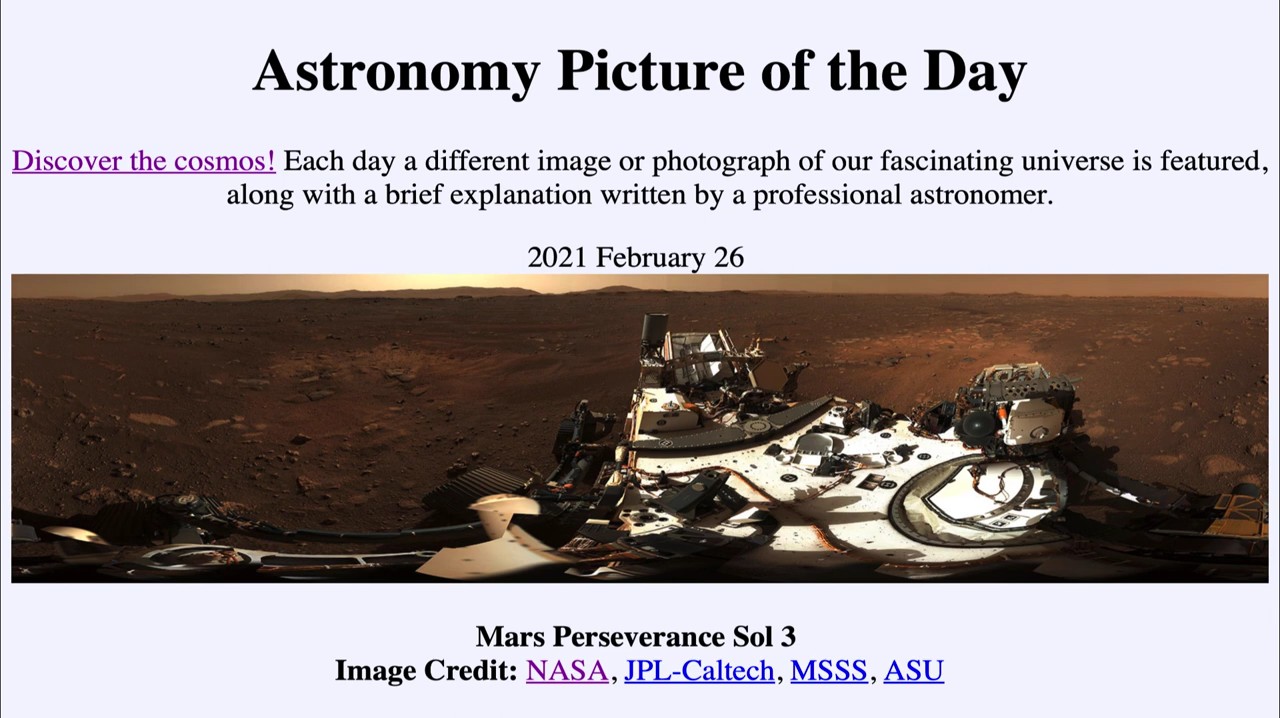 Astronomy Picture of the Day
Discover the cosmos! Each day a different image or photograph of our fascinating universe is featured,
along with a brief explanation written by a professional astronomer.
2021 February 26
Mars Perseverance Sol 3
Image Credit: NASA, JPL-Caltech, MSSS, ASU